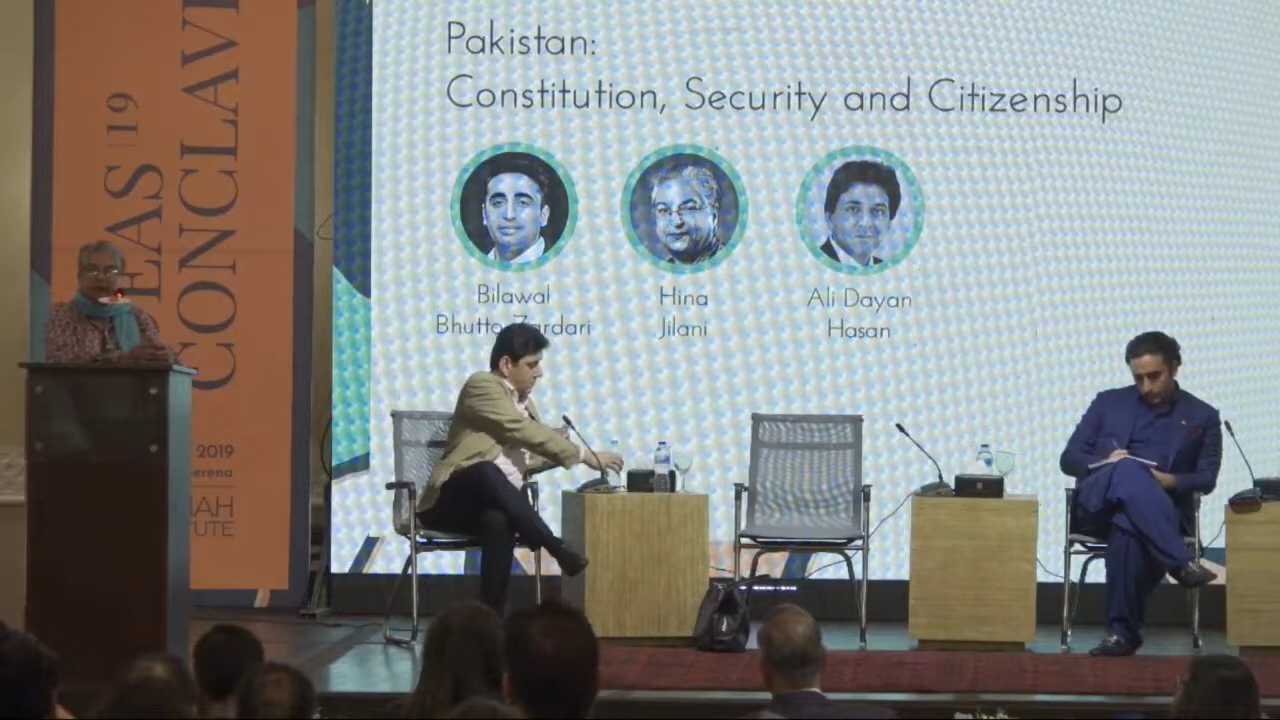 EAS|19
CONCLAV
2019
erena
AH
UTE
Pakistan:
Constitution, Security and Citizenship
Bilawal
Bhutto Zardari
Hina
Jilani
Ali Dayan
Hasan